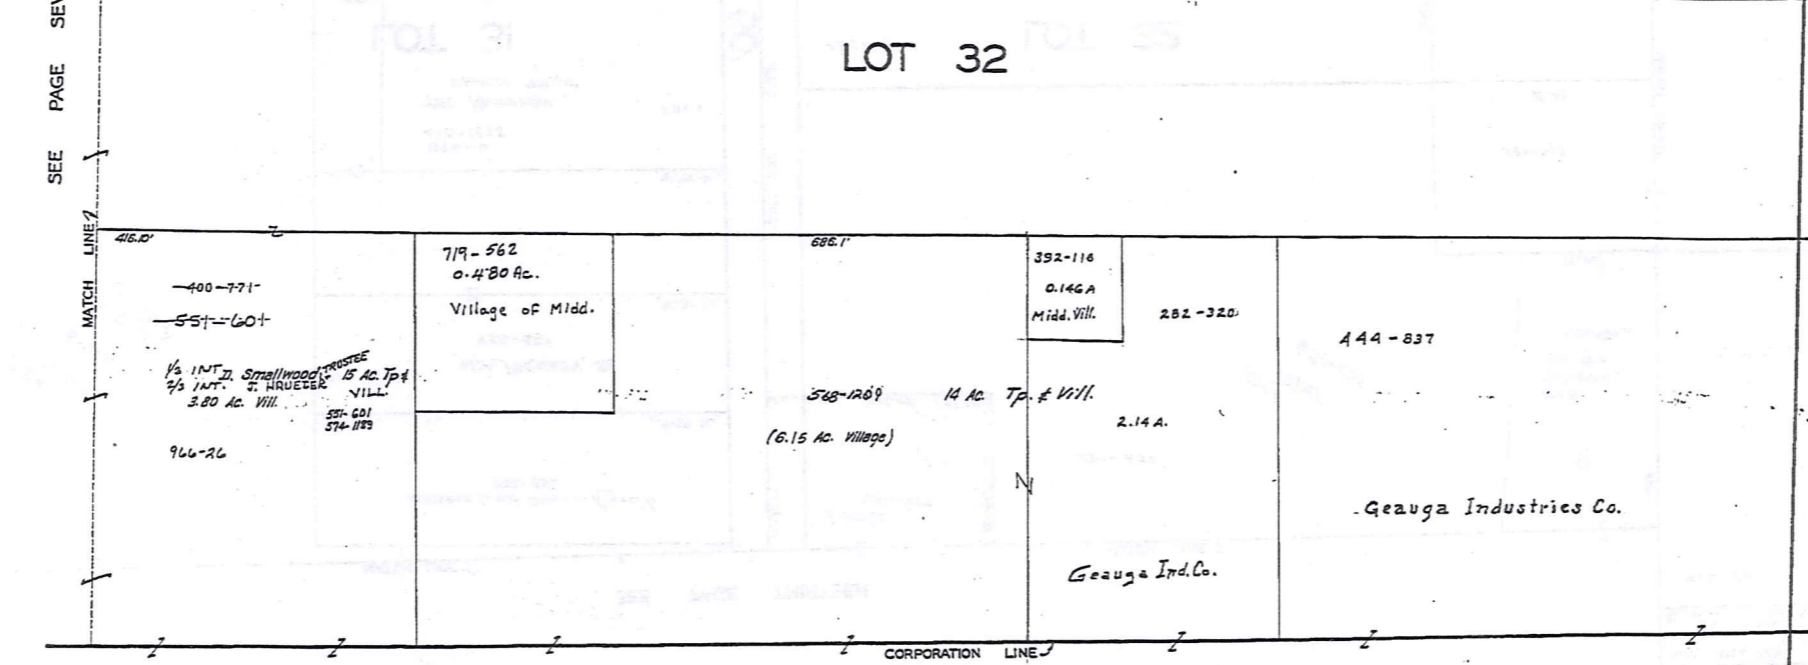 LOT 32
SEE PAGE SEV
MATCH LINE
416.10'
400-771
551-601
1/2 INT D. Smallwood, TRUSTEE
2/3 INT. J. HRUEZER 15 Ac. Tp &
VILL.
3.80 Ac. Vill.
551-601
574-1189
966-26
719-562
0.480 Ac.
Village of Midd.
686.1'
568-1209 14 Ac Tp. & Vill.
(6.15 Ac. Village)
392-116
0.146 A
Midd. Vill.
282-320
2.14 A.
Geauga Ind. Co.
444-837
Geauga Industries Co.
CORPORATION LINE